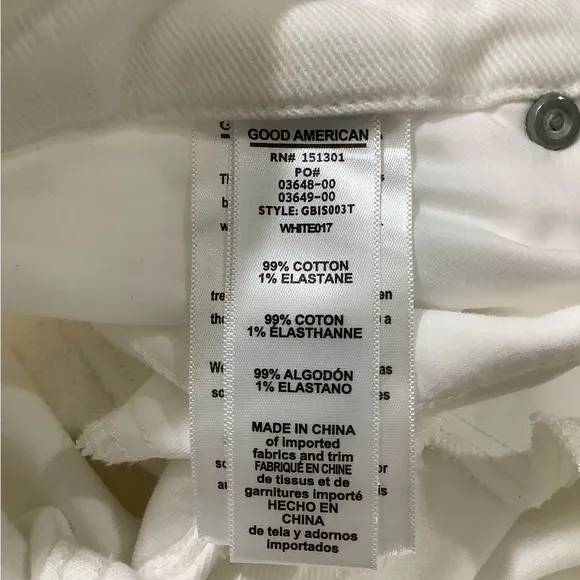 GOOD AMERICAN
RN# 151301
PO#
03648-00
03649-00
STYLE: GBIS003T
WHITE017
99% COTTON
1% ELASTANE
99% COTON
1% ÉLASTHANNE
99% ALGODÓN
1% ELASTANO
MADE IN CHINA
of imported
fabrics and trim
FABRIQUÉ EN CHINE
de tissus et de
garnitures importé
HECHO EN
CHINA
de tela y adornos
importados